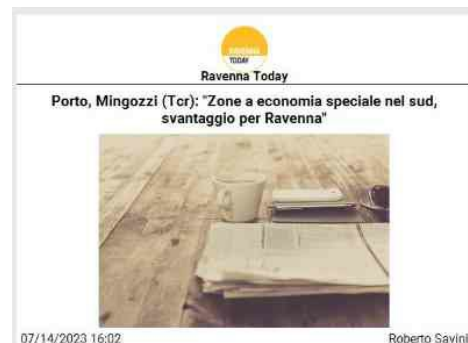 TODAY
Ravenna Today
Porto, Mingozzi (Tcr): "Zone a economia speciale nel sud,
svantaggio per Ravenna"
07/14/2023 16:02 Roberto Savini